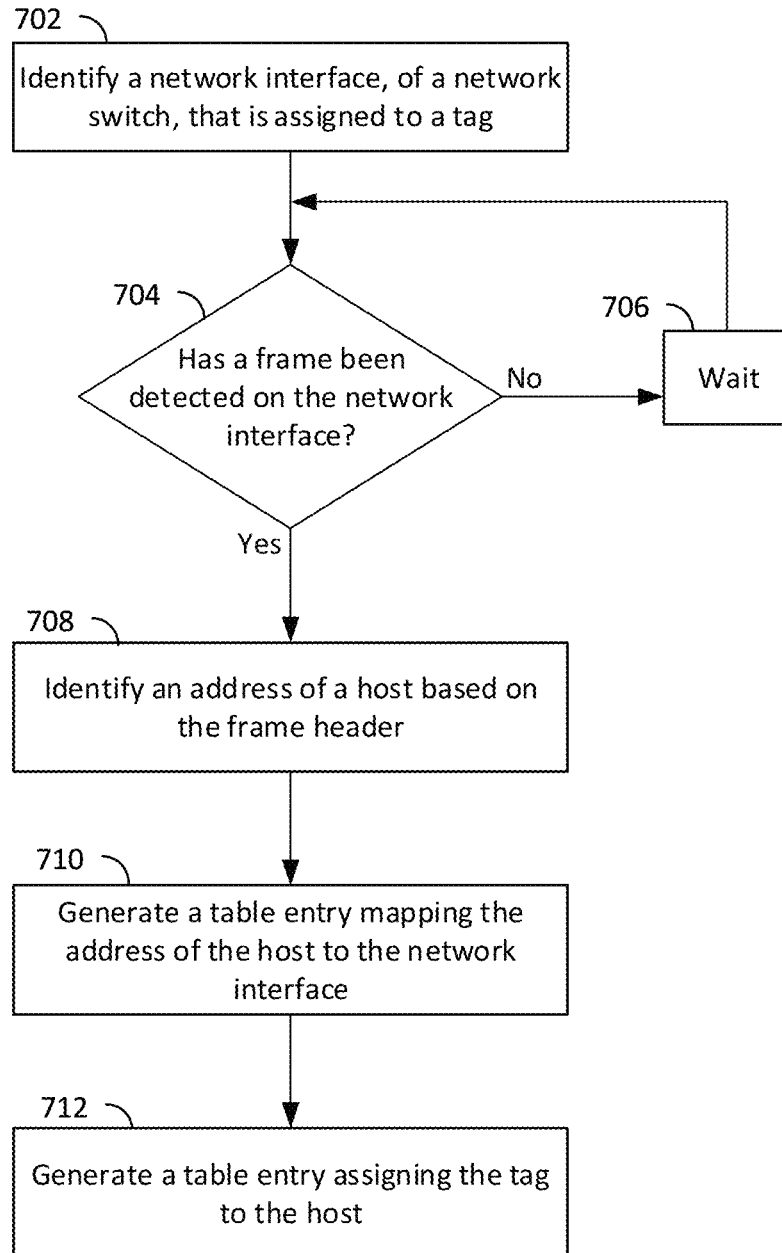 702
Identify a network interface, of a network
switch, that is assigned to a tag
704
706
Has a frame been
detected on the network
interface?
No
Wait
Yes
708
Identify an address of a host based on
the frame header
710
Generate a table entry mapping the
address of the host to the network
interface
712
Generate a table entry assigning the tag
to the host